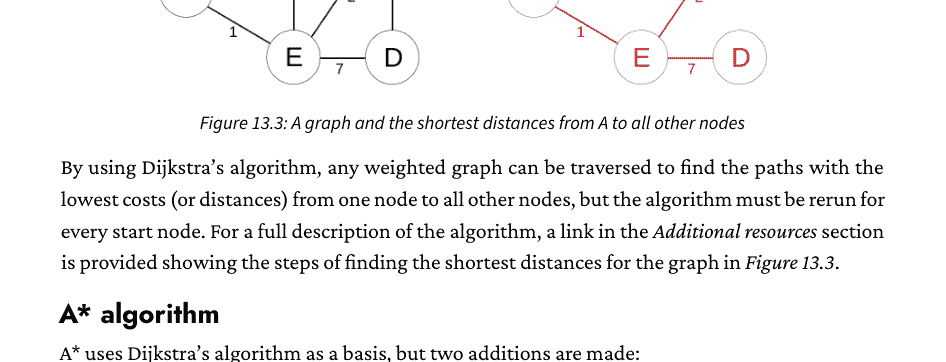 1
E
7
D
1
E
7
D
Figure 13.3: A graph and the shortest distances from A to all other nodes
By using Dijkstra's algorithm, any weighted graph can be traversed to find the paths with the
lowest costs (or distances) from one node to all other nodes, but the algorithm must be rerun for
every start node. For a full description of the algorithm, a link in the Additional resources section
is provided showing the steps of finding the shortest distances for the graph in Figure 13.3.
A* algorithm
A* uses Dijkstra's algorithm as a basis, but two additions are made: